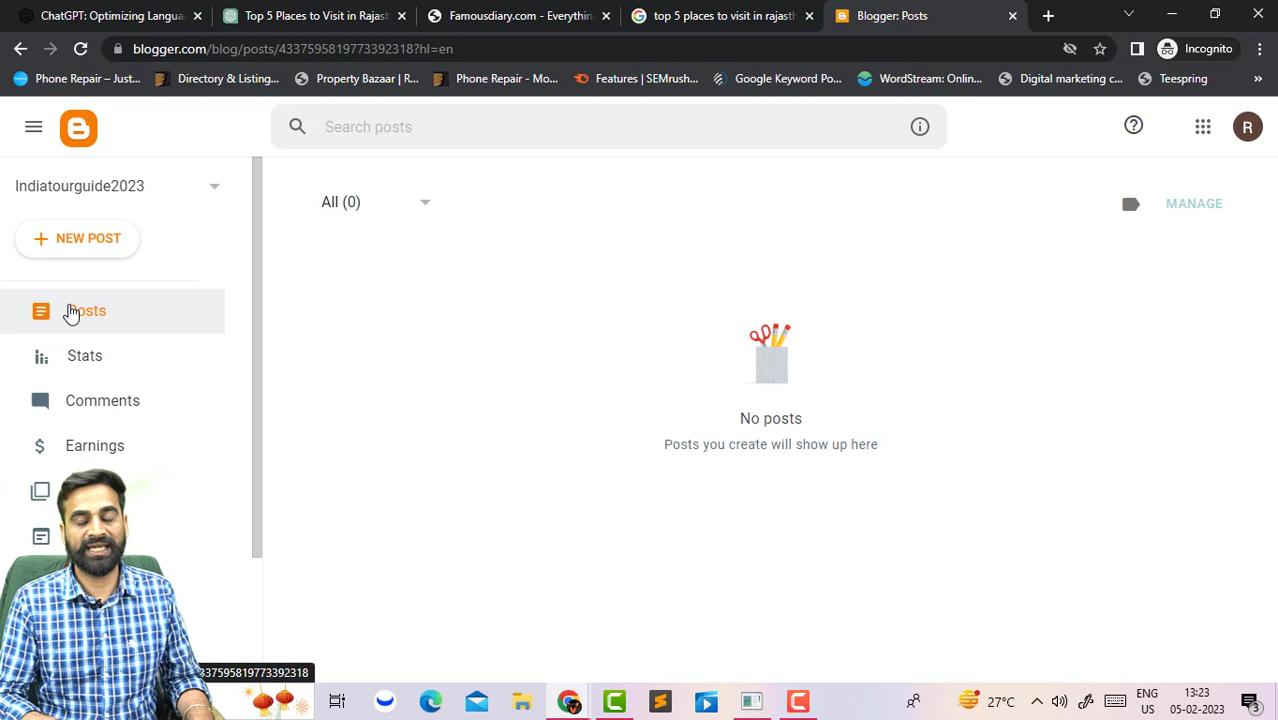 ChatGPT: Optimizing Langua
Top 5 Places to Visit in Rajast
Famousdiary.com - Everythin
top 5 places to visit in rajasth
Blogger: Posts
blogger.com/blog/posts/4337595819773392318?hl=en
Incognito
Phone Repair – Just...
Directory & Listing...
Property Bazaar | R...
Phone Repair - Mo...
Features | SEMrush...
Google Keyword Po...
WordStream: Onlin...
Digital marketing c...
Teespring
»
Search posts
R
Indiatourguide2023
+ NEW POST
All (0)
MANAGE
Posts
Stats
Comments
Earnings
No posts
Posts you create will show up here
337595819773392318
27°C
ENG
US
13:23
05-02-2023
3